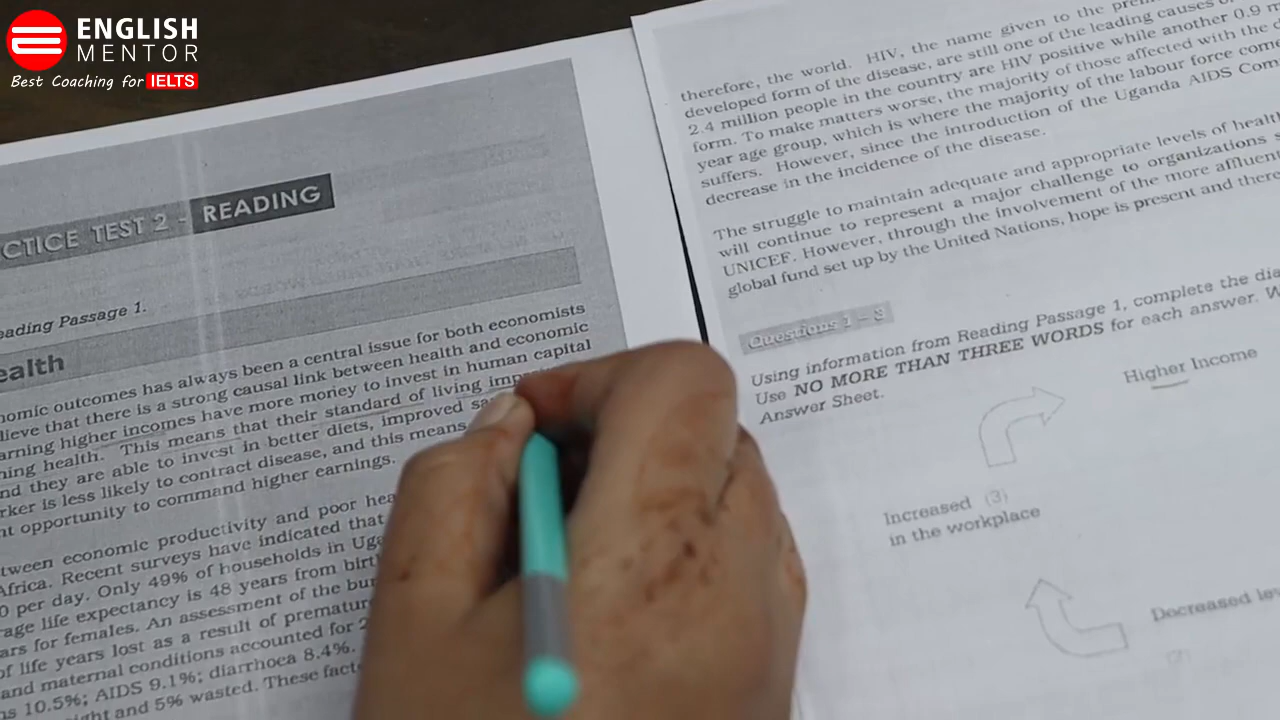 ENGLISH
MENTOR
Best Coaching for IELTS
CTICE TEST 2 - READING
eading Passage 1.
ealth
nomic outcomes has always been a central issue for both economists
lieve that there is a strong causal link between health and economic
arning higher incomes have more money to invest in human capital
ning health. This means that their standard of living impr
nd they are able to invest in better diets, improved sa
rker is less likely to contract disease, and this means
nt opportunity to command higher earnings.
tween economic productivity and poor hea
Africa. Recent surveys have indicated that
0 per day. Only 49% of households in Uga
rage life expectancy is 48 years from birt
ars for females. An assessment of the bur
of life years lost as a result of premature
and maternal conditions accounted for 2
ns 10.5%; AIDS 9.1%; diarrhoea 8.4%.
ght and 5% wasted. These facto
therefore, the world. HIV, the name given to the prem
developed form of the disease, are still one of the leading causes o
2.4 million people in the country are HIV positive while another 0.9 m
form. To make matters worse, the majority of those affected with the d
year age group, which is where the majority of the labour force com
suffers. However, since the introduction of the Uganda AIDS Com
decrease in the incidence of the disease.
The struggle to maintain adequate and appropriate levels of healt
will continue to represent a major challenge to organizations s
UNICEF. However, through the involvement of the more affluen
global fund set up by the United Nations, hope is present and there
Questions 1 - 3
Using information from Reading Passage 1, complete the dia
Use NO MORE THAN THREE WORDS for each answer. W
Answer Sheet.
Higher Income
Increased (3)
in the workplace
Decreased lev